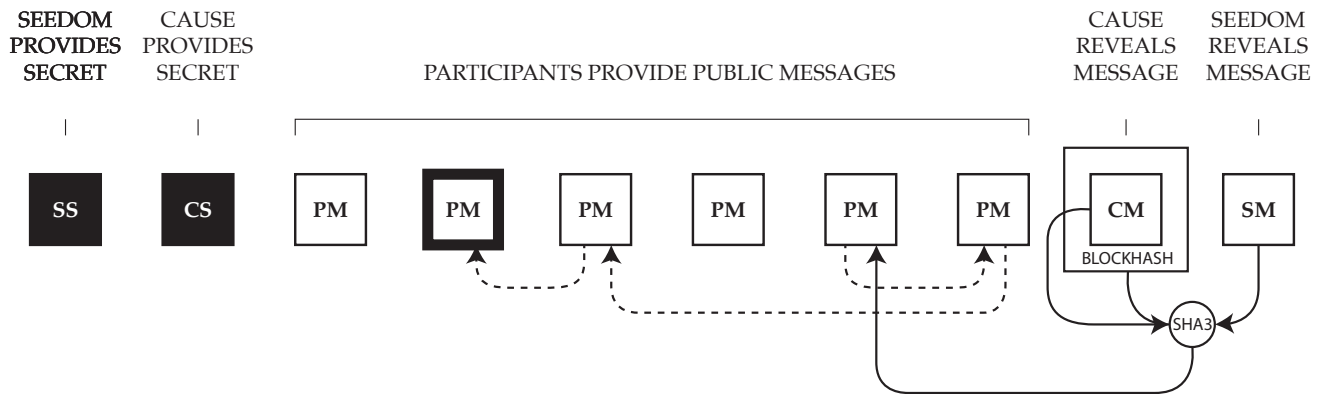 SEEDOM
PROVIDES
SECRET
CAUSE
PROVIDES
SECRET
PARTICIPANTS PROVIDE PUBLIC MESSAGES
CAUSE
REVEALS
MESSAGE
SEEDOM
REVEALS
MESSAGE
SS
CS
PM
PM
PM
PM
PM
PM
CM
BLOCKHASH
SM
SHA3